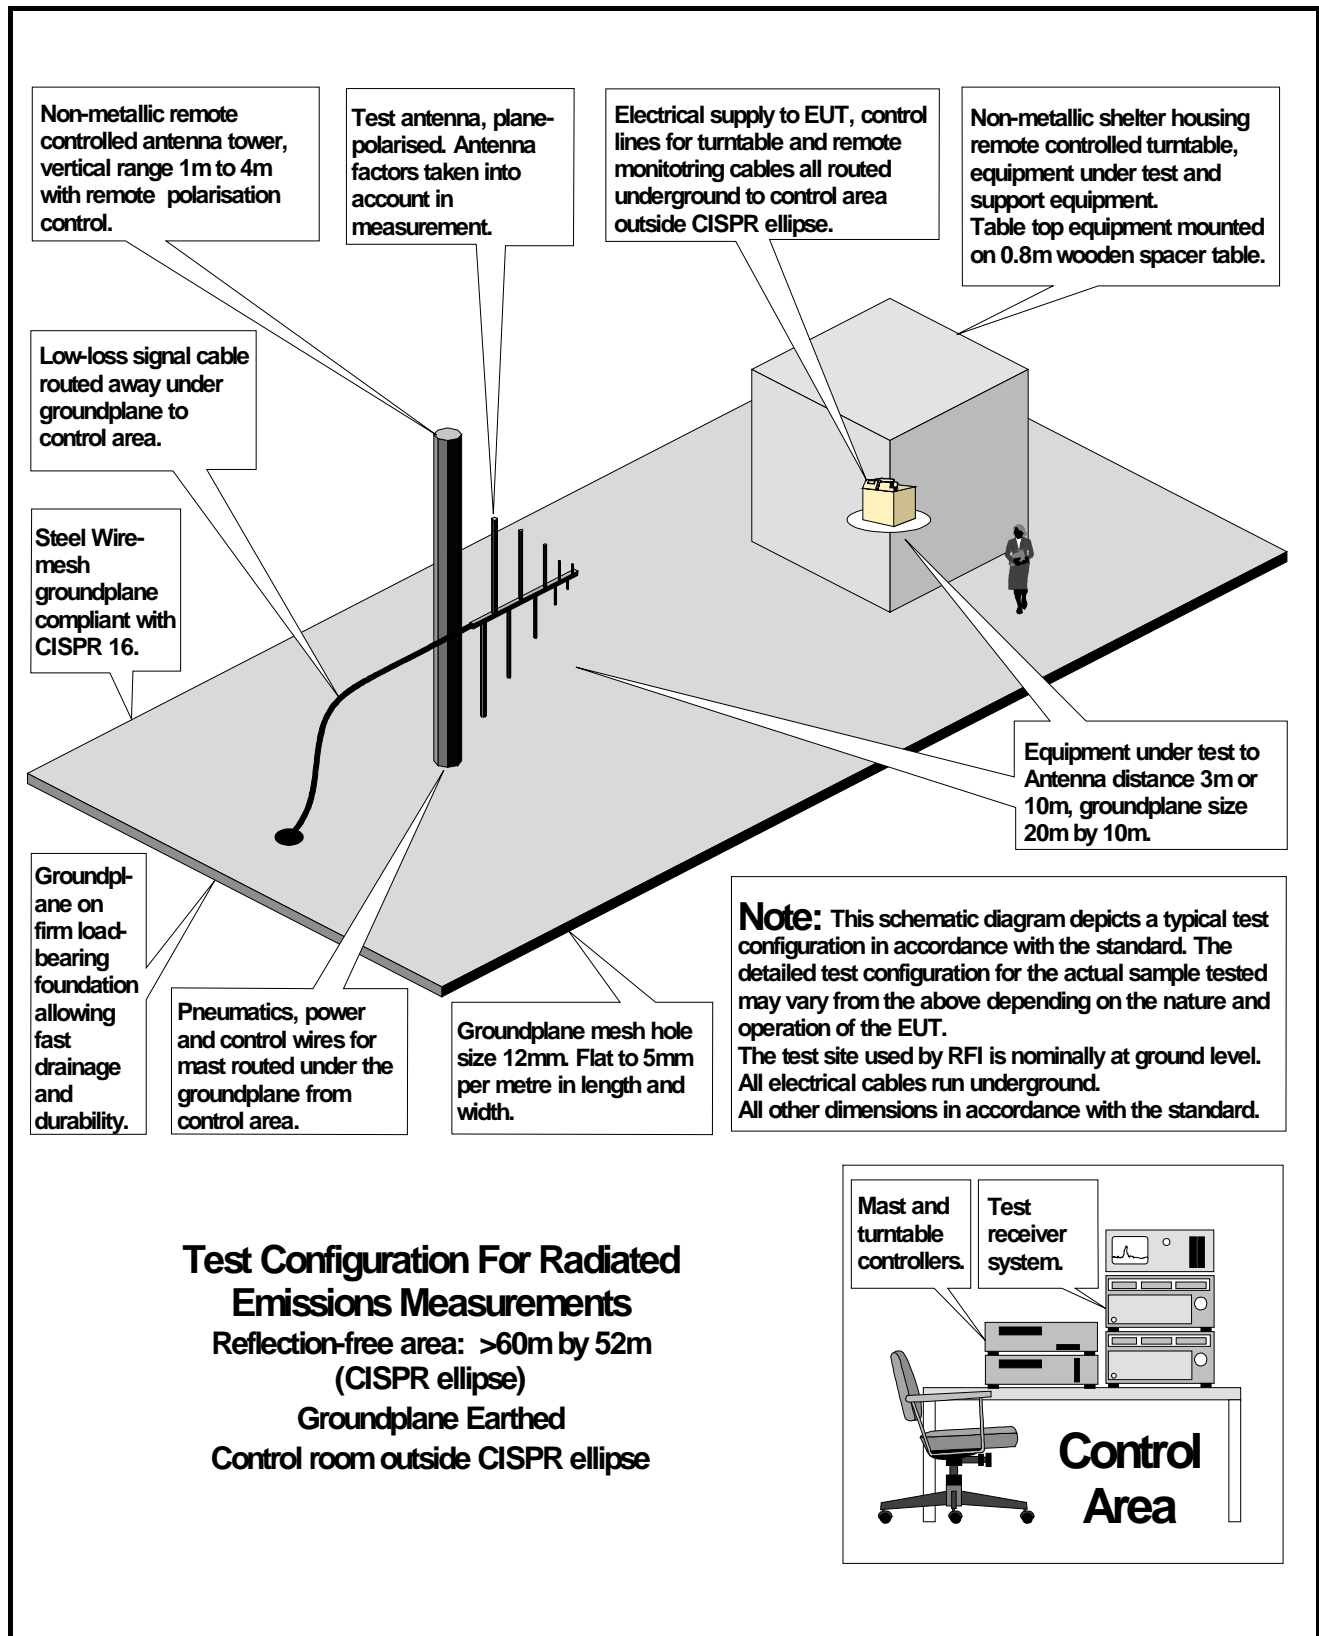 Non-metallic remote
controlled antenna tower,
vertical range 1m to 4m
with remote polarisation
control.
Test antenna, plane-
polarised. Antenna
factors taken into
account in
measurement.
Electrical supply to EUT, control
lines for turntable and remote
monitotring cables all routed
underground to control area
outside CISPR ellipse.
Non-metallic shelter housing
remote controlled turntable,
equipment under test and
support equipment.
Table top equipment mounted
on 0.8m wooden spacer table.
Low-loss signal cable
routed away under
groundplane to
control area.
Steel Wire-
mesh
groundplane
compliant with
CISPR 16.
Equipment under test to
Antenna distance 3m or
10m, groundplane size
20m by 10m.
Groundpl-
ane on
firm load-
bearing
foundation
allowing
fast
drainage
and
durability.
Pneumatics, power
and control wires for
mast routed under the
groundplane from
control area.
Groundplane mesh hole
size 12mm. Flat to 5mm
per metre in length and
width.
Note: This schematic diagram depicts a typical test
configuration in accordance with the standard. The
detailed test configuration for the actual sample tested
may vary from the above depending on the nature and
operation of the EUT.
The test site used by RFI is nominally at ground level.
All electrical cables run underground.
All other dimensions in accordance with the standard.
Test Configuration For Radiated
Emissions Measurements
Reflection-free area: >60m by 52m
(CISPR ellipse)
Groundplane Earthed
Control room outside CISPR ellipse
Mast and
turntable
controllers.
Test
receiver
system.
Control
Area